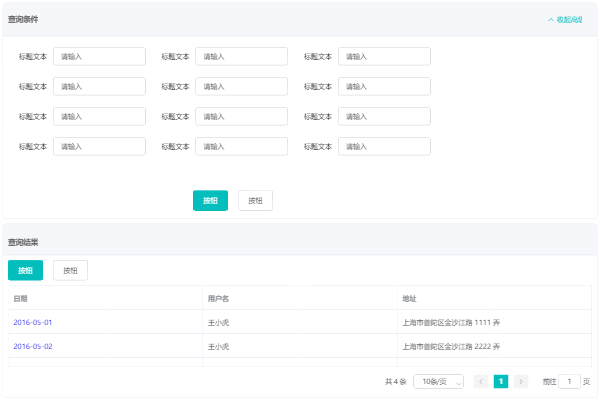 查询条件
收起高级
标题文本 请输入 标题文本 请输入 标题文本 请输入
标题文本 请输入 标题文本 请输入 标题文本 请输入
标题文本 请输入 标题文本 请输入 标题文本 请输入
标题文本 请输入 标题文本 请输入 标题文本 请输入
按钮 按钮
查询结果
按钮 按钮
日期 用户名 地址
2016-05-01 王小虎 上海市普陀区金沙江路 1111 弄
2016-05-02 王小虎 上海市普陀区金沙江路 2222 弄
共 4 条 10条/页 1 前往 1 页